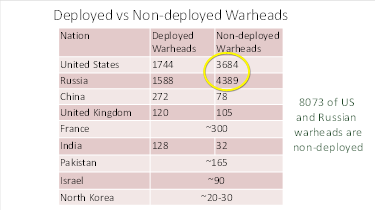 Deployed vs Non-deployed Warheads
Nation Deployed Warheads Non-deployed Warheads
United States 1744 3684
Russia 1588 4389
China 272 78
United Kingdom 120 105
France ~300
India 128 32
Pakistan ~165
Israel ~90
North Korea ~20-30
8073 of US
and Russian
warheads are
non-deployed